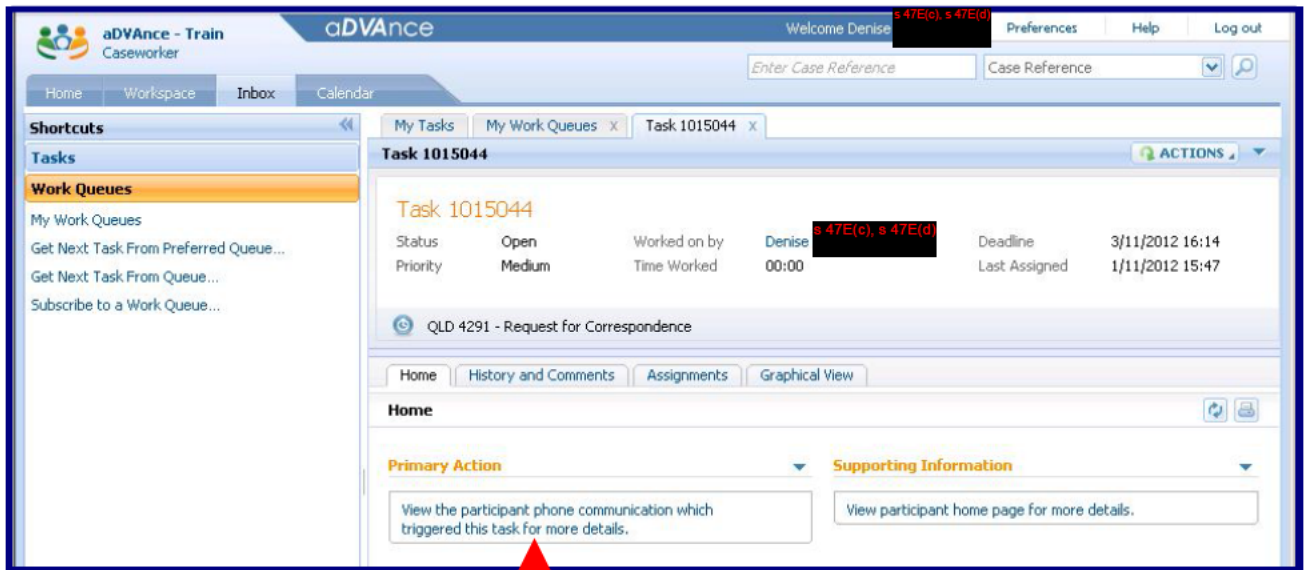 aDVAnce - Train
Caseworker
aDVAnce
Welcome Denise
s 47E(c), s 47E(d)
Preferences
Help
Log out
Enter Case Reference
Case Reference
Home
Workspace
Inbox
Calendar
Shortcuts
Tasks
Work Queues
My Work Queues
Get Next Task From Preferred Queue...
Get Next Task From Queue...
Subscribe to a Work Queue...
My Tasks
My Work Queues x
Task 1015044 x
Task 1015044
ACTIONS
Task 1015044
Status Open Worked on by Denise s 47E(c), s 47E(d) Deadline 3/11/2012 16:14
Priority Medium Time Worked 00:00 Last Assigned 1/11/2012 15:47
QLD 4291 - Request for Correspondence
Home
History and Comments
Assignments
Graphical View
Home
Primary Action
View the participant phone communication which
triggered this task for more details.
Supporting Information
View participant home page for more details.